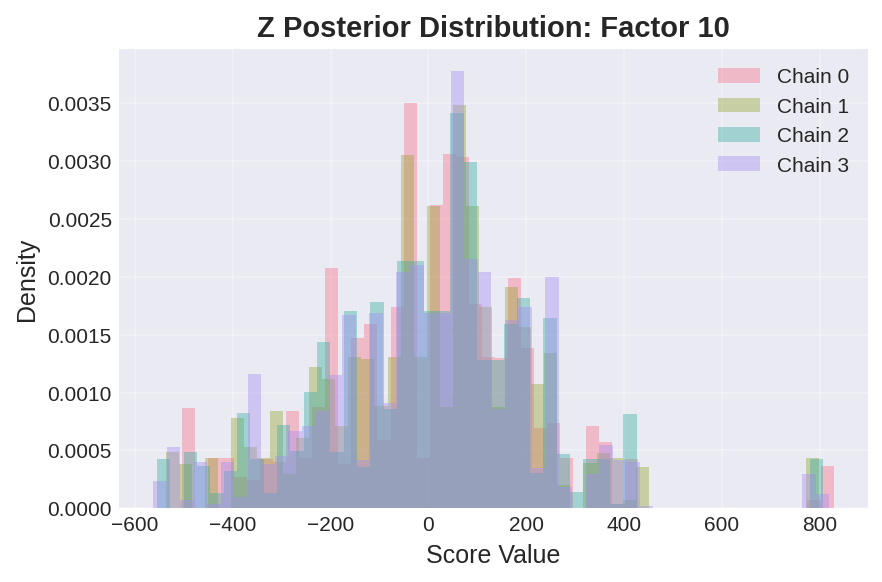 Z Posterior Distribution: Factor 10
Chain 0
Chain 1
Chain 2
Chain 3
0.0035
0.0030
0.0025
0.0020
0.0015
0.0010
0.0005
0.0000
Density
−600 −400 −200 0 200 400 600 800
Score Value